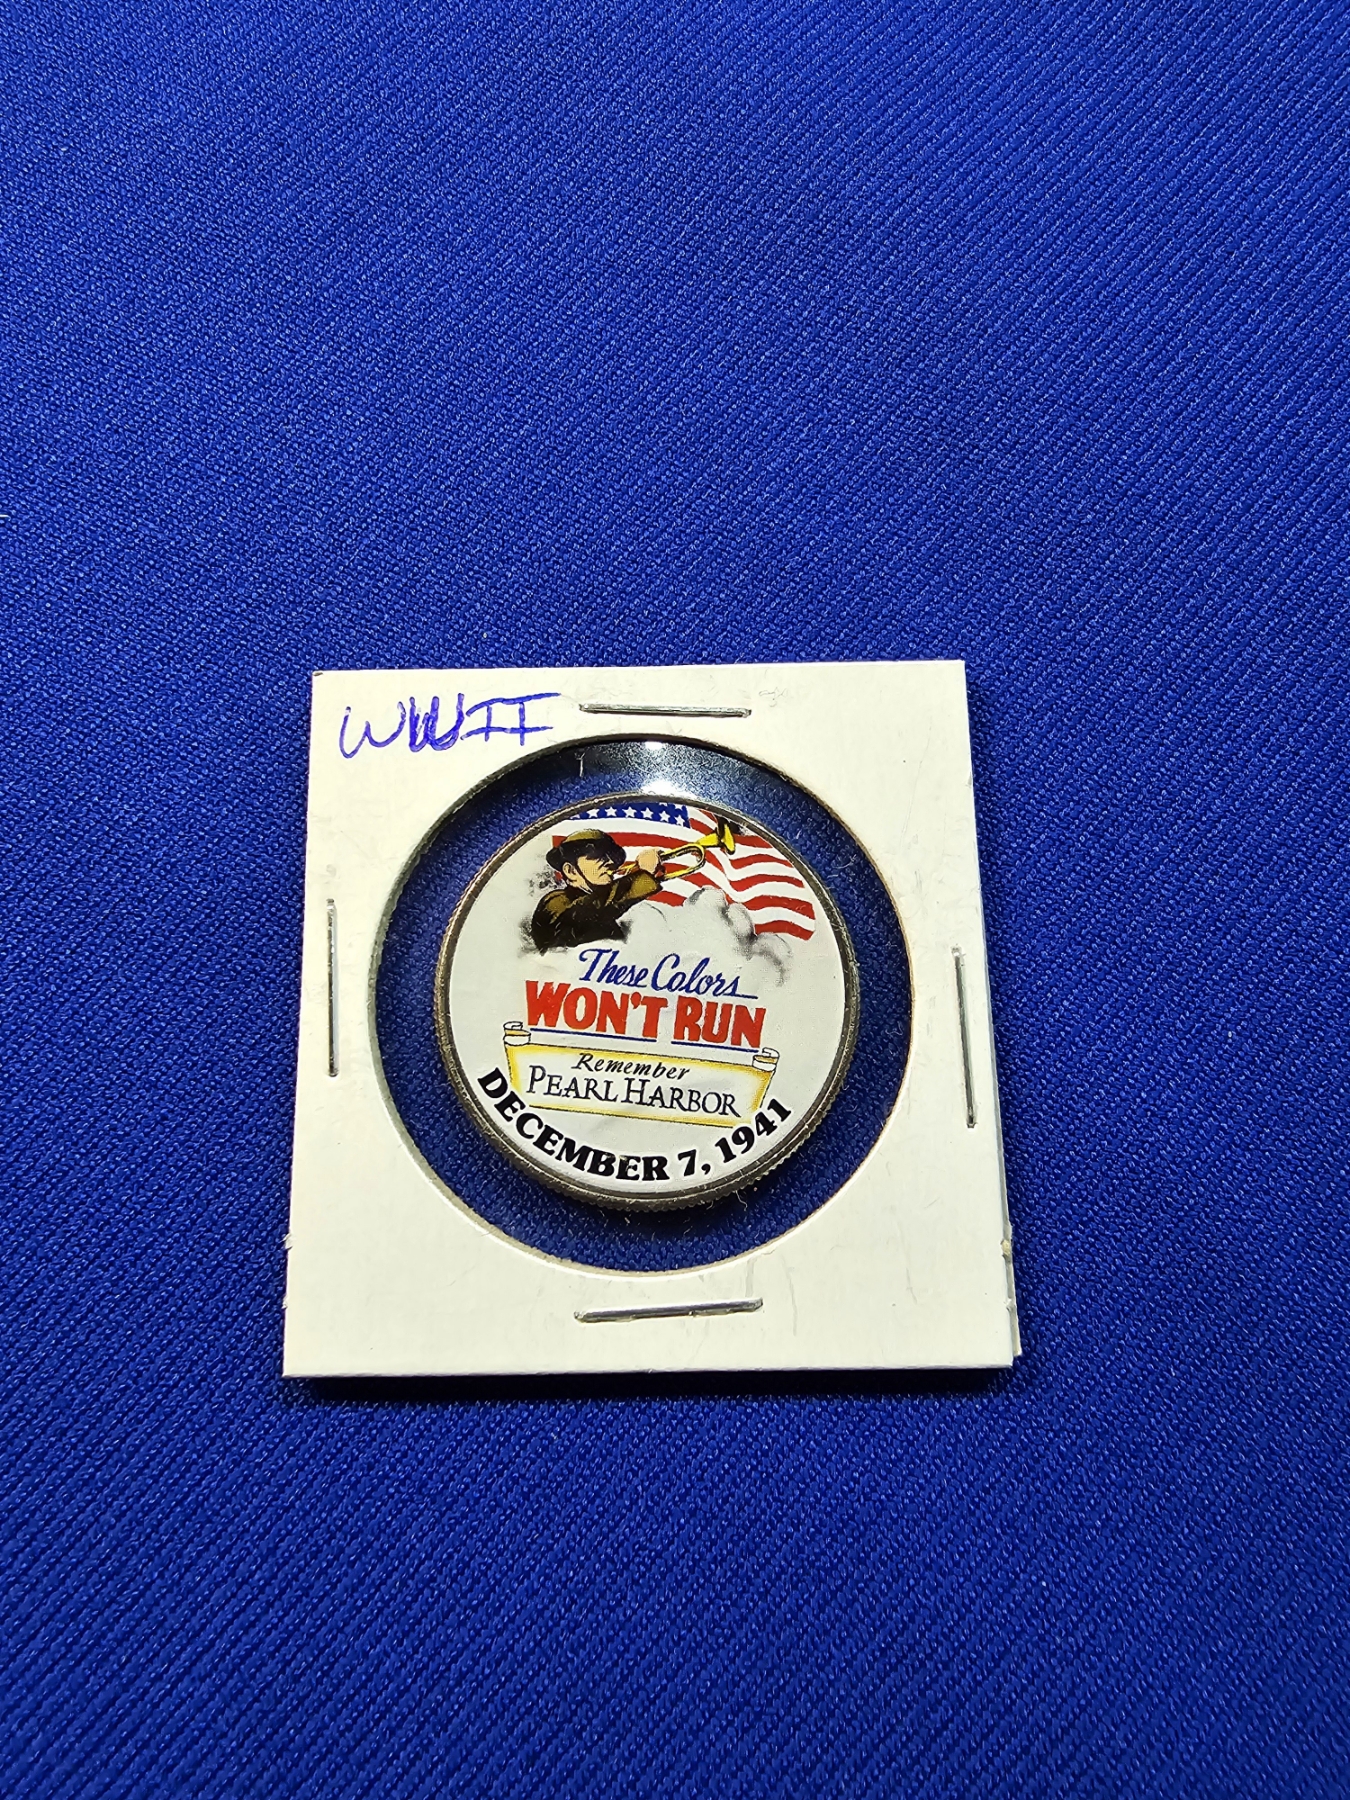 WWII
These Colors
WON'T RUN
Remember
PEARL HARBOR
DECEMBER 7, 1941